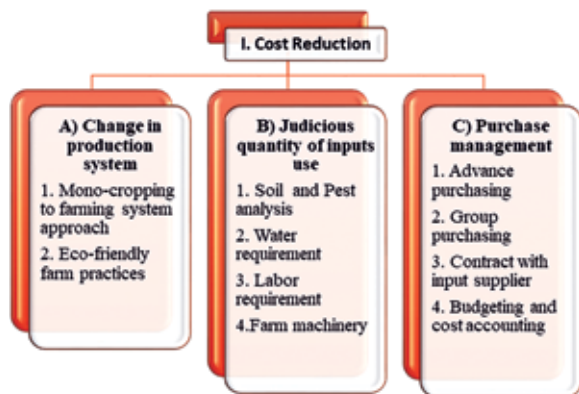 I. Cost Reduction
A) Change in
production
system
1. Mono-cropping
to farming system
approach
2. Eco-friendly
farm practices
B) Judicious
quantity of inputs
use
1. Soil and Pest
analysis
2. Water
requirement
3. Labor
requirement
4.Farm machinery
C) Purchase
management
1. Advance
purchasing
2. Group
purchasing
3. Contract with
input supplier
4. Budgeting and
cost accounting